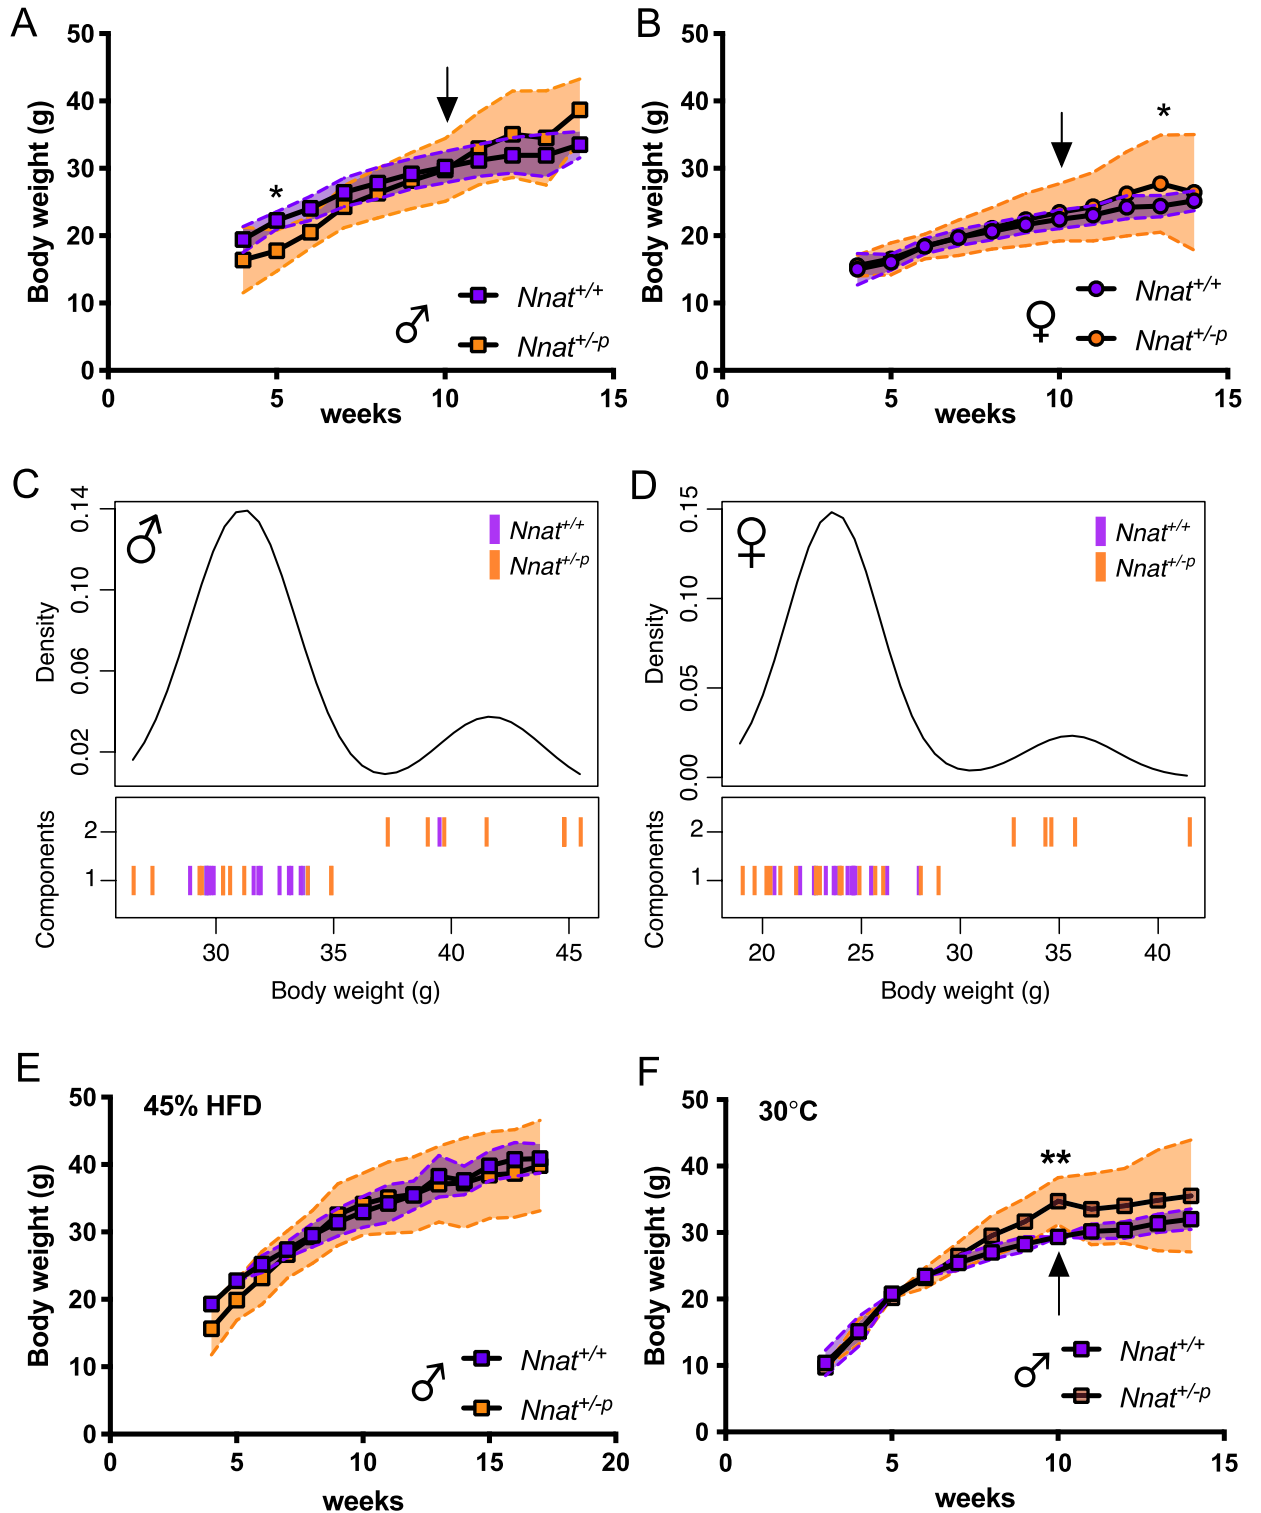 A
Body weight (g)
50
40
30
20
10
0
0 5 10 15
weeks
*
♂
Nnat+/+
Nnat+/-p
B
Body weight (g)
50
40
30
20
10
0
0 5 10 15
weeks
*
♀
Nnat+/+
Nnat+/-p
C
Density
0.14
0.10
0.06
0.02
♂
Nnat+/+
Nnat+/-p
Components
2
1
30 35 40 45
Body weight (g)
D
Density
0.15
0.10
0.05
0.00
♀
Nnat+/+
Nnat+/-p
Components
2
1
20 25 30 35 40
Body weight (g)
E
45% HFD
Body weight (g)
50
40
30
20
10
0
0 5 10 15 20
weeks
♂
Nnat+/+
Nnat+/-p
F
30°C
Body weight (g)
50
40
30
20
10
0
0 5 10 15
weeks
**
♂
Nnat+/+
Nnat+/-p